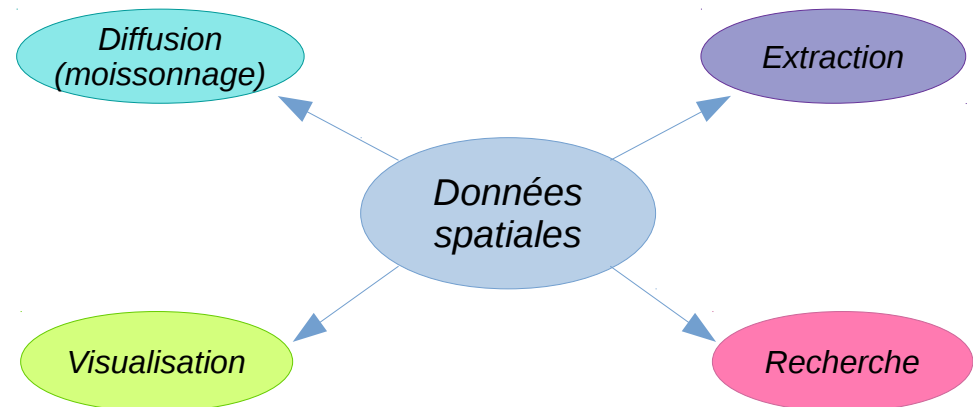 Diffusion
(moissonnage)
Extraction
Données
spatiales
Visualisation
Recherche